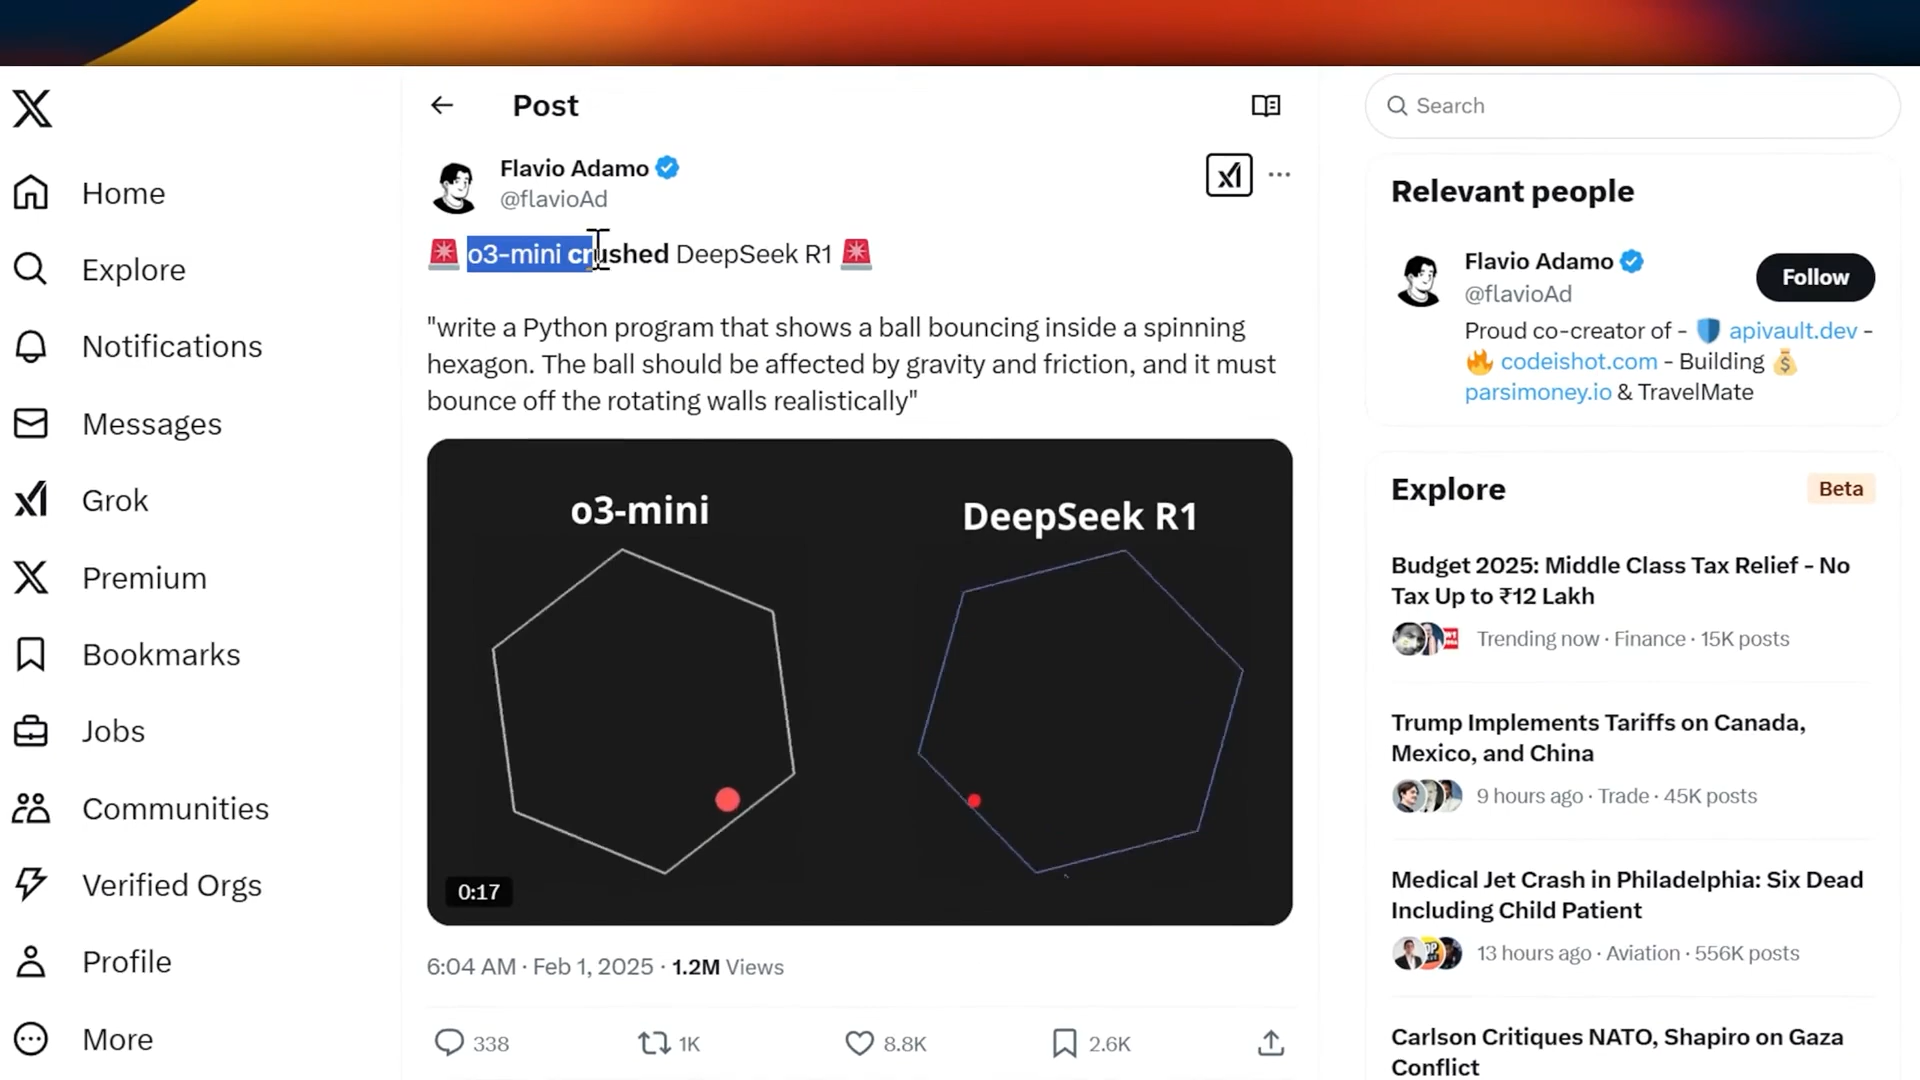 Home
Explore
Notifications
Messages
Grok
Premium
Bookmarks
Jobs
Communities
Verified Orgs
Profile
More
Post
Flavio Adamo
@flavioAd
🚨 o3-mini crushed DeepSeek R1 🚨
"write a Python program that shows a ball bouncing inside a spinning
hexagon. The ball should be affected by gravity and friction, and it must
bounce off the rotating walls realistically"
o3-mini
DeepSeek R1
0:17
6:04 AM · Feb 1, 2025 · 1.2M Views
338
1K
8.8K
2.6K
Search
Relevant people
Flavio Adamo
@flavioAd
Follow
Proud co-creator of - 🛡️ apivault.dev -
🔥 codeishot.com - Building 💰
parsimoney.io & TravelMate
Explore
Beta
Budget 2025: Middle Class Tax Relief - No
Tax Up to ₹12 Lakh
Trending now · Finance · 15K posts
Trump Implements Tariffs on Canada,
Mexico, and China
9 hours ago · Trade · 45K posts
Medical Jet Crash in Philadelphia: Six Dead
Including Child Patient
13 hours ago · Aviation · 556K posts
Carlson Critiques NATO, Shapiro on Gaza
Conflict